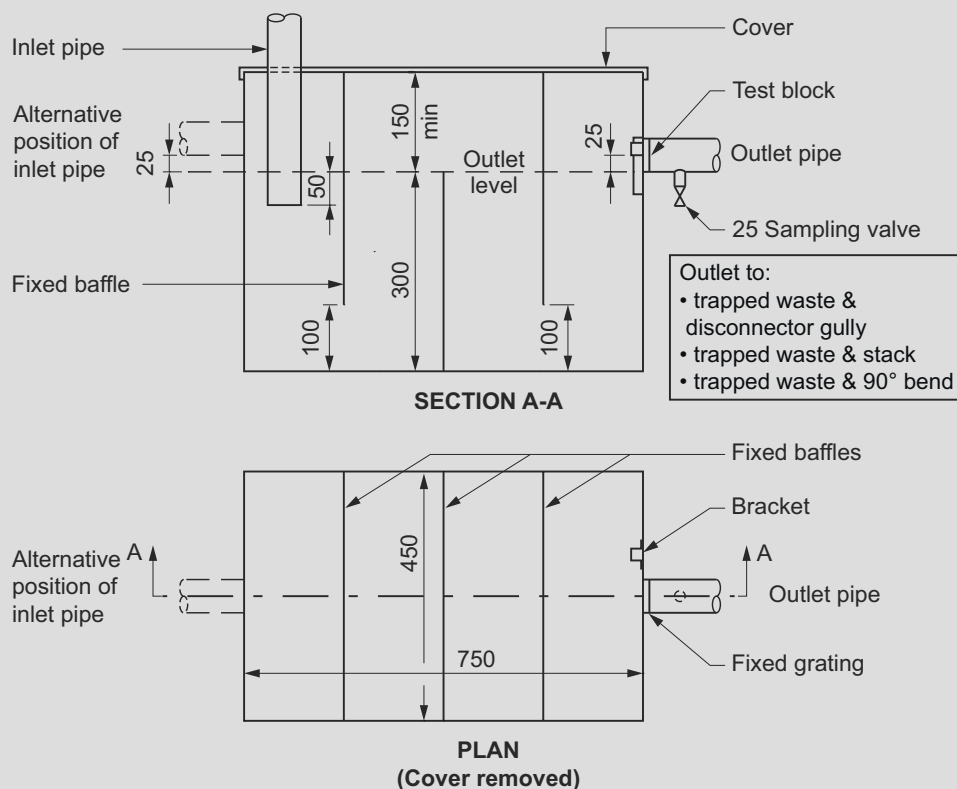 Inlet pipe
Cover
Alternative
position of
inlet pipe
25
50
150
min
Outlet
level
25
Test block
Outlet pipe
25 Sampling valve
Fixed baffle
300
100
100
Outlet to:
• trapped waste &
disconnector gully
• trapped waste & stack
• trapped waste & 90° bend
SECTION A-A
Fixed baffles
Bracket
Alternative
position of
inlet pipe
A
450
A
Outlet pipe
750
Fixed grating
PLAN
(Cover removed)